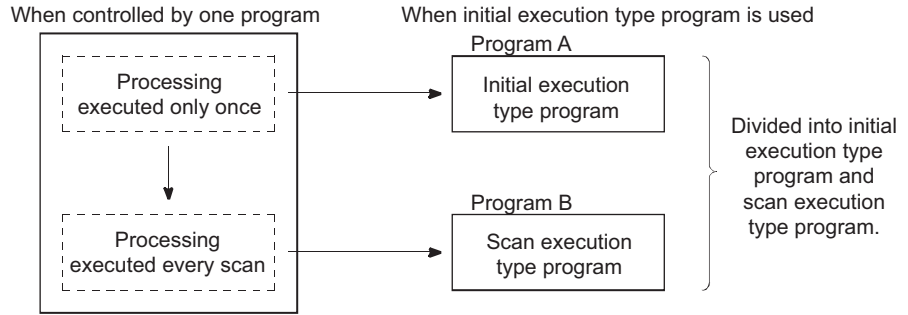 When controlled by one program
When initial execution type program is used
Processing
executed only once
Processing
executed every scan
Program A
Initial execution
type program
Program B
Scan execution
type program
Divided into initial
execution type
program and
scan execution
type program.